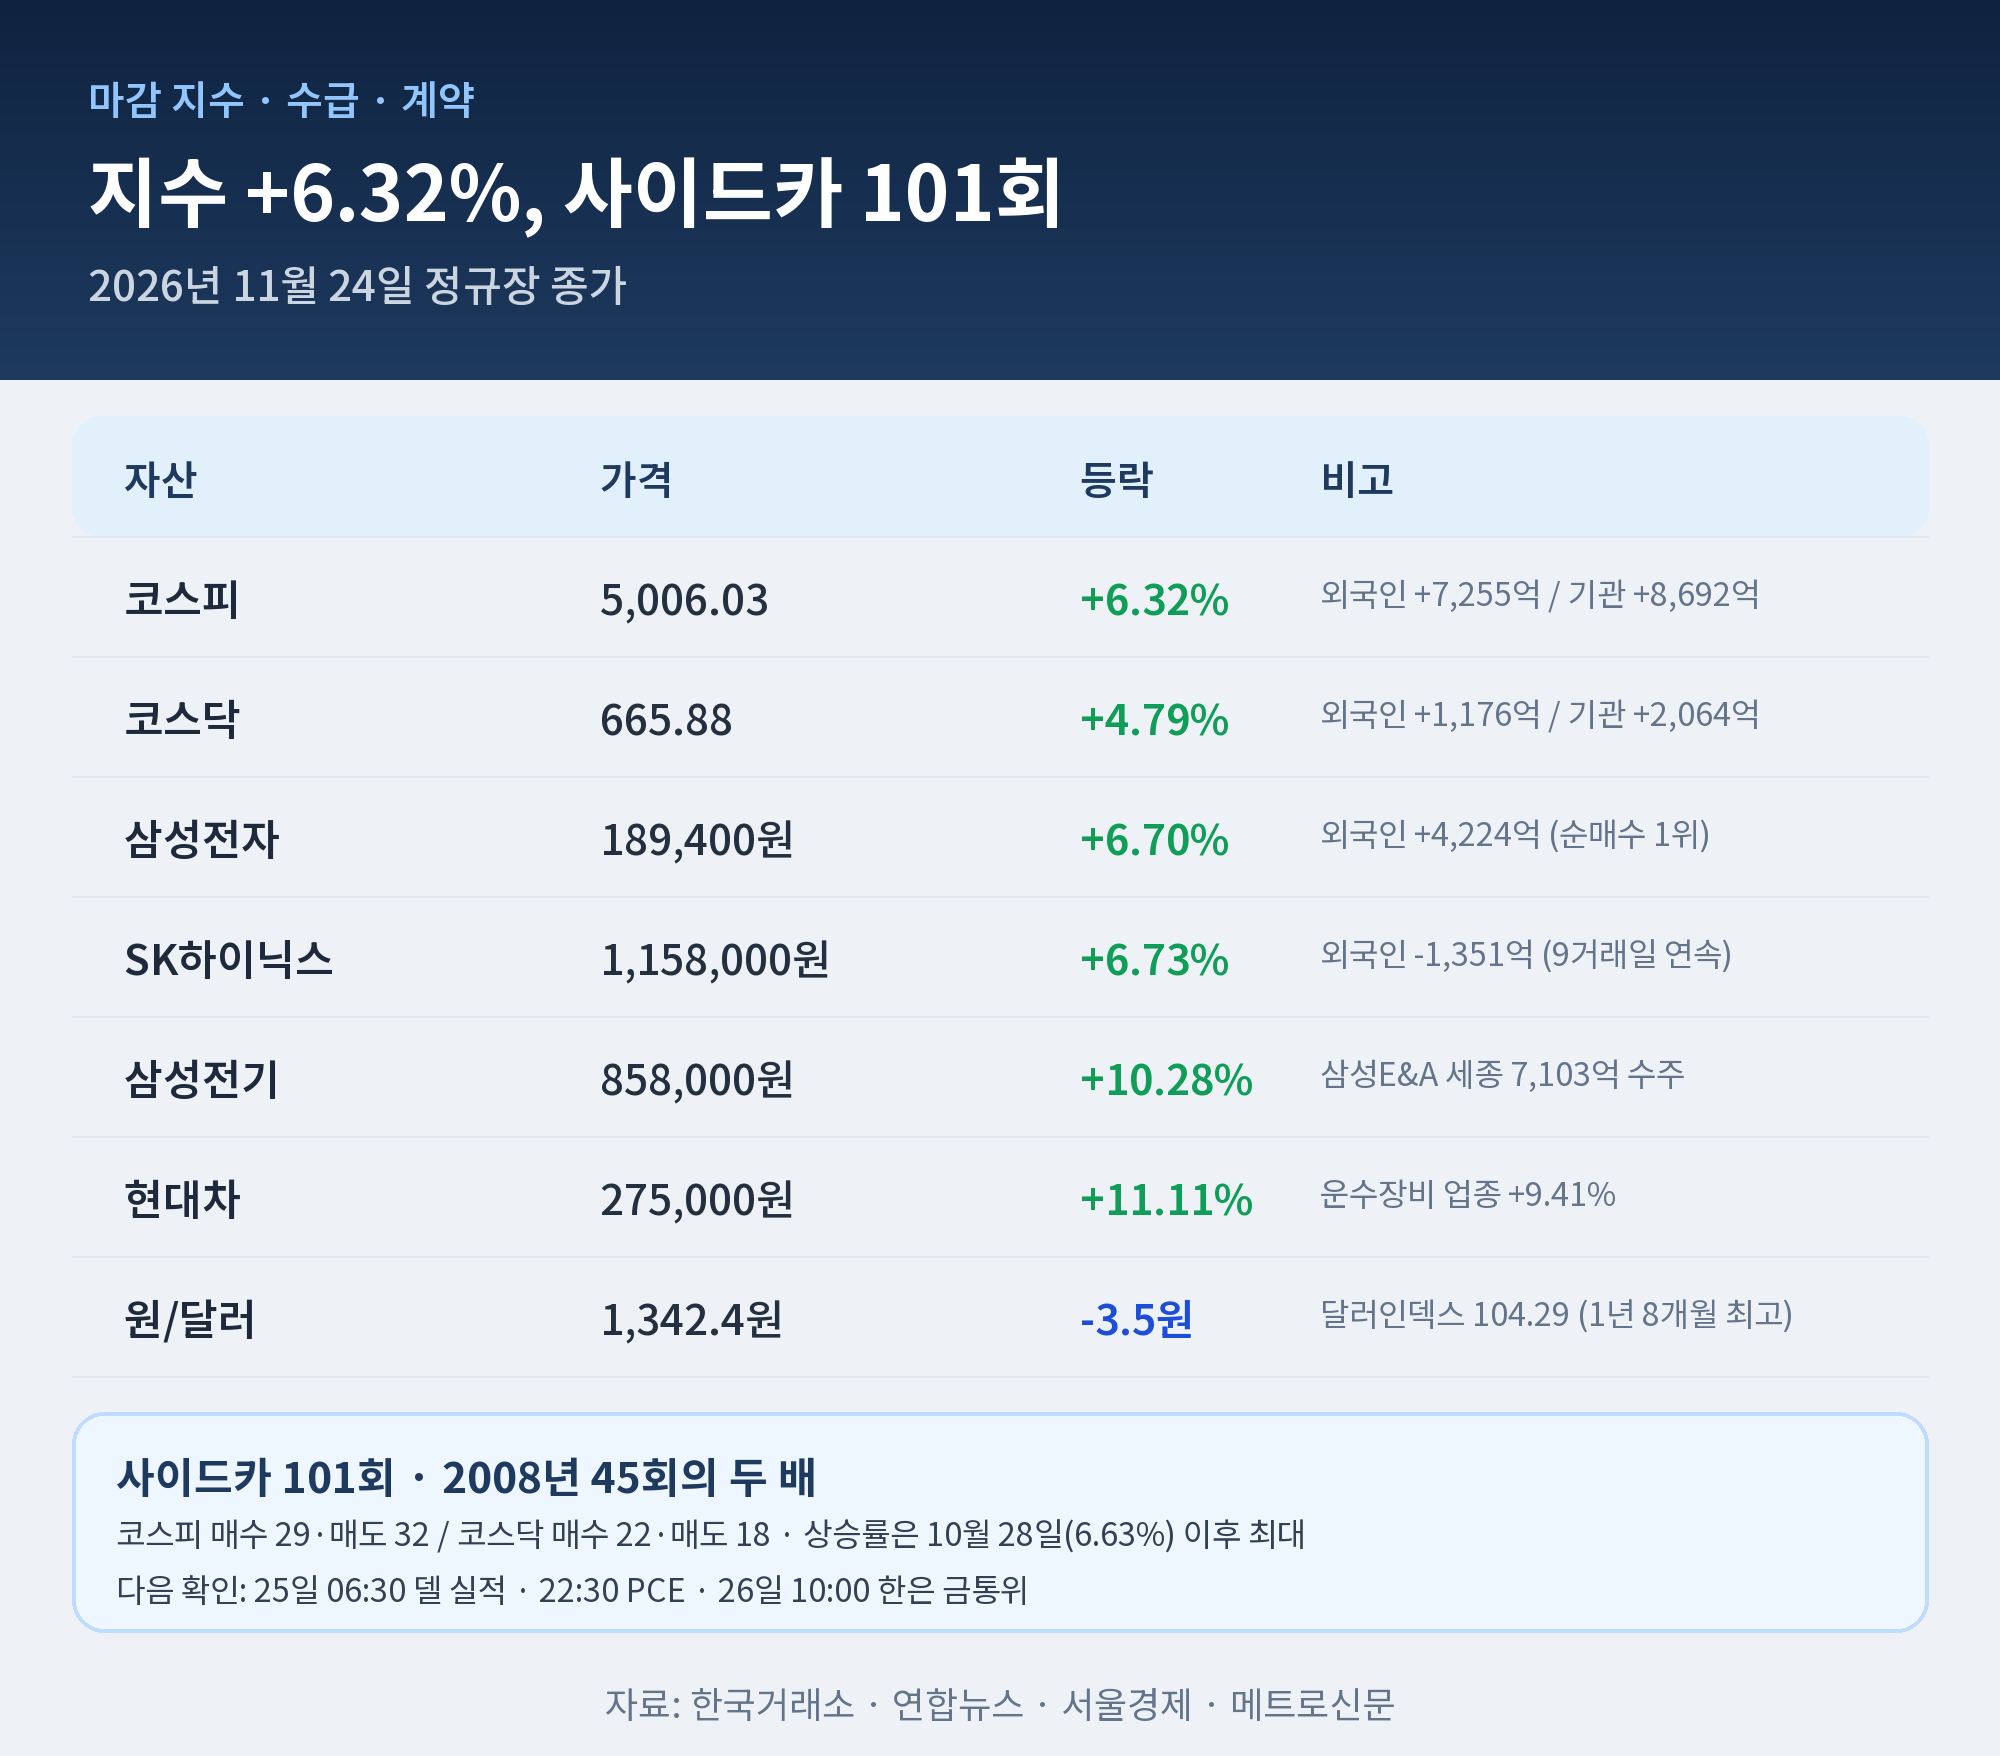 마감 지수 · 수급 · 계약
지수 +6.32%, 사이드카 101회
2026년 11월 24일 정규장 종가
자산 가격 등락 비고
코스피 5,006.03 +6.32% 외국인 +7,255억 / 기관 +8,692억
코스닥 665.88 +4.79% 외국인 +1,176억 / 기관 +2,064억
삼성전자 189,400원 +6.70% 외국인 +4,224억 (순매수 1위)
SK하이닉스 1,158,000원 +6.73% 외국인 -1,351억 (9거래일 연속)
삼성전기 858,000원 +10.28% 삼성E&A 세종 7,103억 수주
현대차 275,000원 +11.11% 운수장비 업종 +9.41%
원/달러 1,342.4원 -3.5원 달러인덱스 104.29 (1년 8개월 최고)
사이드카 101회 · 2008년 45회의 두 배
코스피 매수 29·매도 32 / 코스닥 매수 22·매도 18 · 상승률은 10월 28일(6.63%) 이후 최대
다음 확인: 25일 06:30 델 실적 · 22:30 PCE · 26일 10:00 한은 금통위
자료: 한국거래소 · 연합뉴스 · 서울경제 · 메트로신문